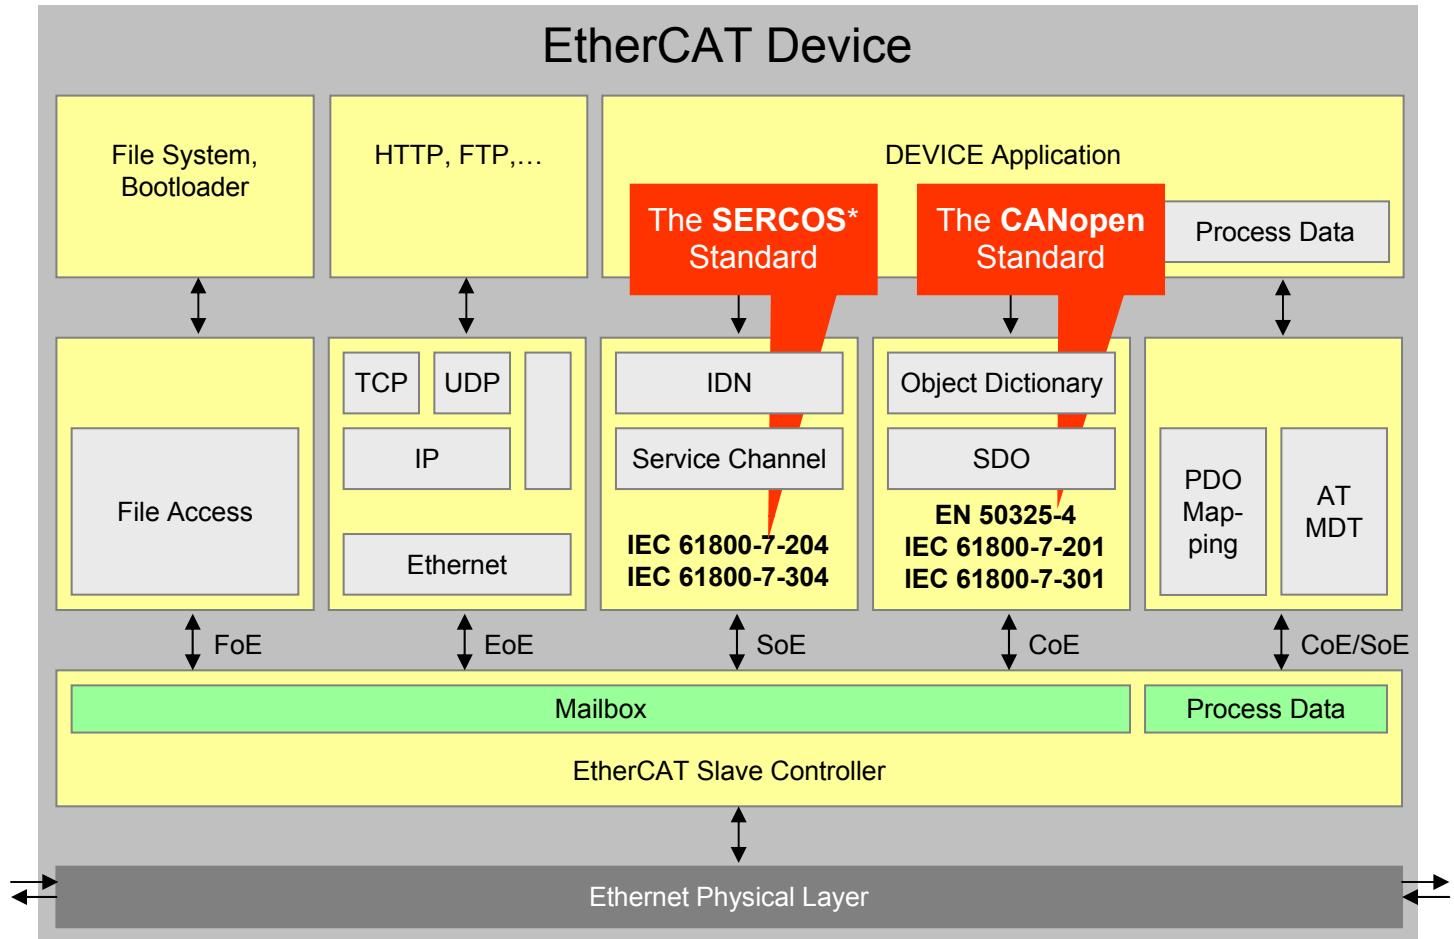 EtherCAT Device
File System,
Bootloader
HTTP, FTP,…
DEVICE Application
The SERCOS*
Standard
The CANopen
Standard
Process Data
TCP
UDP
IP
Ethernet
File Access
IDN
Service Channel
IEC 61800-7-204
IEC 61800-7-304
Object Dictionary
SDO
EN 50325-4
IEC 61800-7-201
IEC 61800-7-301
PDO
Map-
ping
AT
MDT
FoE
EoE
SoE
CoE
CoE/SoE
Mailbox
Process Data
EtherCAT Slave Controller
Ethernet Physical Layer